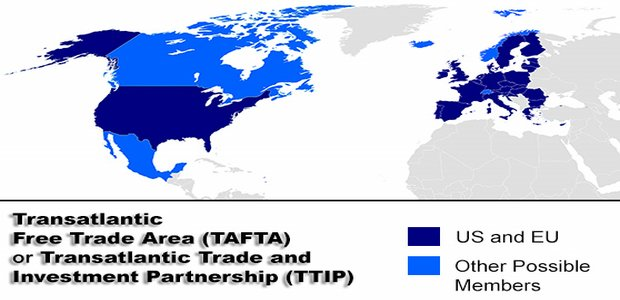 Transatlantic
Free Trade Area (TAFTA)
or Transatlantic Trade and
Investment Partnership (TTIP)
US and EU
Other Possible
Members